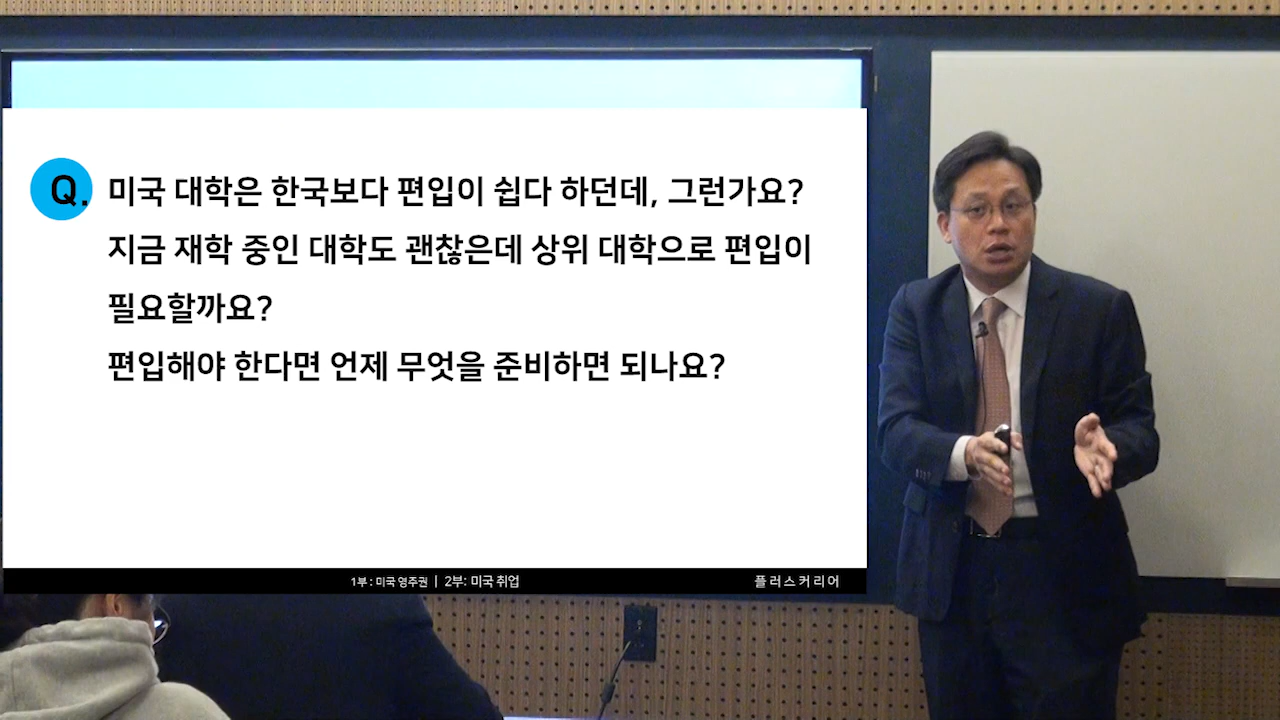 Q. 미국 대학은 한국보다 편입이 쉽다 하던데, 그런가요?
지금 재학 중인 대학도 괜찮은데 상위 대학으로 편입이
필요할까요?
편입해야 한다면 언제 무엇을 준비하면 되나요?
1부 : 미국 영주권 | 2부: 미국 취업
플러스커리어